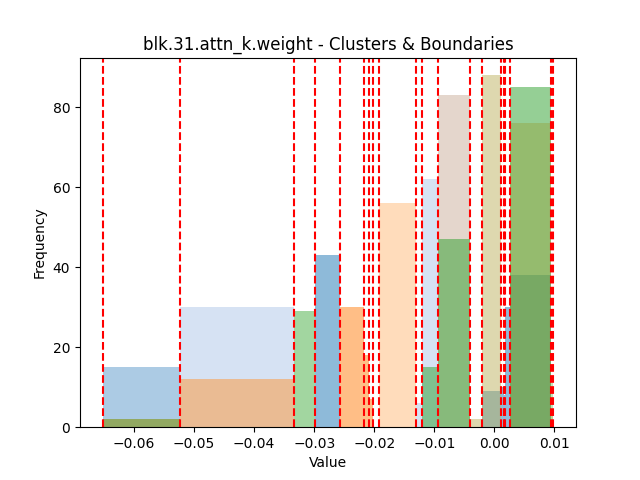 blk.31.attn_k.weight - Clusters & Boundaries
Frequency
80
60
40
20
0
−0.06 −0.05 −0.04 −0.03 −0.02 −0.01 0.00 0.01
Value